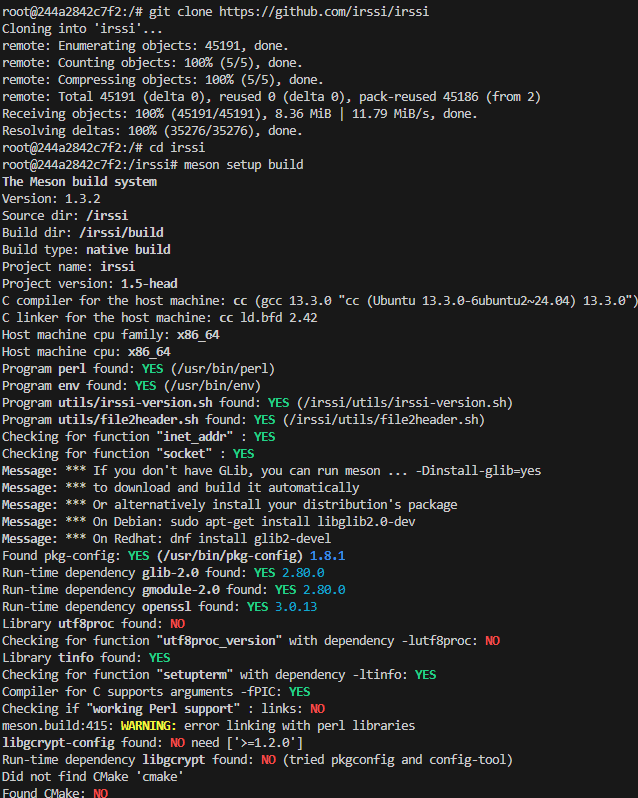 root@244a2842c7f2:/# git clone https://github.com/irssi/irssi
Cloning into 'irssi'...
remote: Enumerating objects: 45191, done.
remote: Counting objects: 100% (5/5), done.
remote: Compressing objects: 100% (5/5), done.
remote: Total 45191 (delta 0), reused 0 (delta 0), pack-reused 45186 (from 2)
Receiving objects: 100% (45191/45191), 8.36 MiB | 11.79 MiB/s, done.
Resolving deltas: 100% (35276/35276), done.
root@244a2842c7f2:/# cd irssi
root@244a2842c7f2:/irssi# meson setup build
The Meson build system
Version: 1.3.2
Source dir: /irssi
Build dir: /irssi/build
Build type: native build
Project name: irssi
Project version: 1.5-head
C compiler for the host machine: cc (gcc 13.3.0 "cc (Ubuntu 13.3.0-6ubuntu2~24.04) 13.3.0")
C linker for the host machine: cc ld.bfd 2.42
Host machine cpu family: x86_64
Host machine cpu: x86_64
Program perl found: YES (/usr/bin/perl)
Program env found: YES (/usr/bin/env)
Program utils/irssi-version.sh found: YES (/irssi/utils/irssi-version.sh)
Program utils/file2header.sh found: YES (/irssi/utils/file2header.sh)
Checking for function "inet_addr" : YES
Checking for function "socket" : YES
Message: *** If you don't have GLib, you can run meson ... -Dinstall-glib=yes
Message: *** to download and build it automatically
Message: *** Or alternatively install your distribution's package
Message: *** On Debian: sudo apt-get install libglib2.0-dev
Message: *** On Redhat: dnf install glib2-devel
Found pkg-config: YES (/usr/bin/pkg-config) 1.8.1
Run-time dependency glib-2.0 found: YES 2.80.0
Run-time dependency gmodule-2.0 found: YES 2.80.0
Run-time dependency openssl found: YES 3.0.13
Library utf8proc found: NO
Checking for function "utf8proc_version" with dependency -lutf8proc: NO
Library tinfo found: YES
Checking for function "setupterm" with dependency -ltinfo: YES
Compiler for C supports arguments -fPIC: YES
Checking if "working Perl support" : links: NO
meson.build:415: WARNING: error linking with perl libraries
libgcrypt-config found: NO need ['>=1.2.0']
Run-time dependency libgcrypt found: NO (tried pkgconfig and config-tool)
Did not find CMake 'cmake'
Found CMake: NO